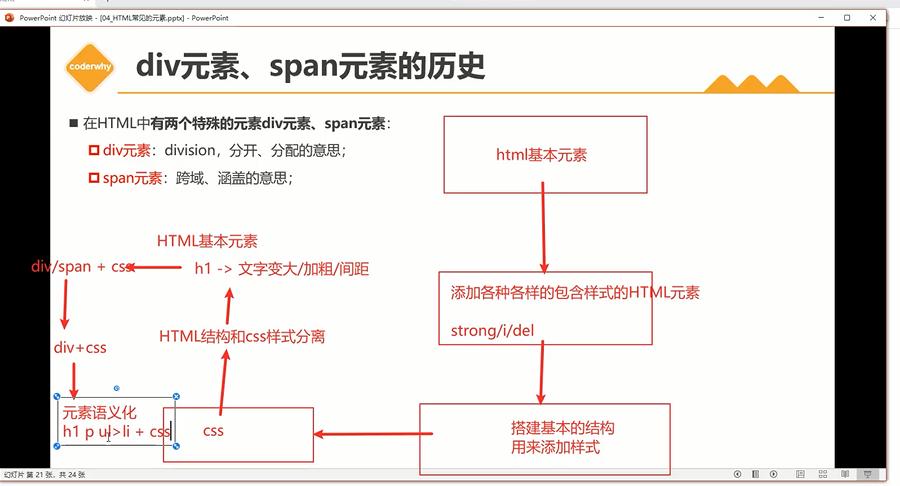 PowerPoint 幻灯片放映 - [04_HTML常见的元素.pptx] - PowerPoint
coderwhy
div元素、span元素的历史
在HTML中有两个特殊的元素div元素、span元素：
div元素：division，分开、分配的意思；
span元素：跨域、涵盖的意思；
html基本元素
HTML基本元素
div/span + css
h1 -> 文字变大/加粗/间距
添加各种各样的包含样式的HTML元素
strong/i/del
HTML结构和css样式分离
div+css
元素语义化
h1 p ul>li + css
css
搭建基本的结构
用来添加样式
幻灯片 第 21 张，共 24 张